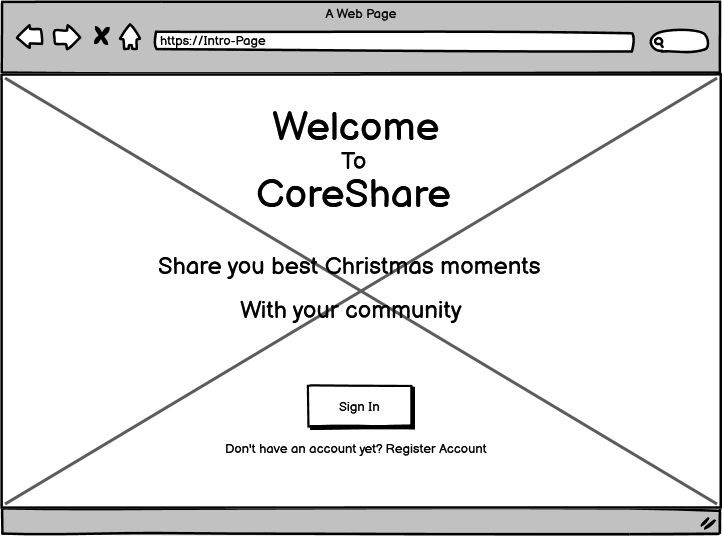 A Web Page
https://Intro-Page
Welcome
To
CoreShare
Share you best Christmas moments
With your community
Sign In
Don't have an account yet? Register Account